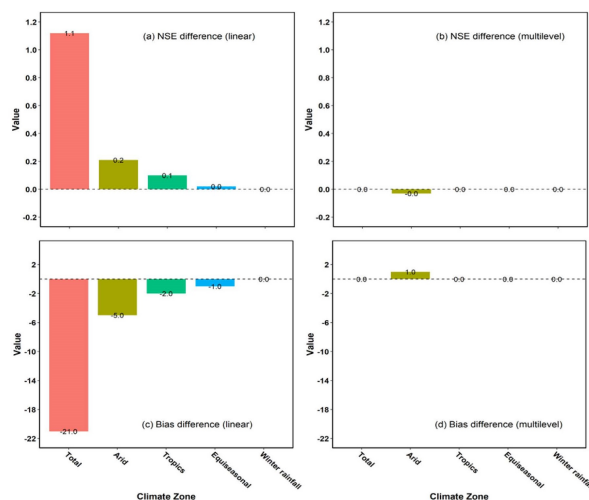 (a) NSE difference (linear)
Value
1.2
1.0
0.8
0.6
0.4
0.2
0.0
-0.2
1.1
0.2
0.1
0.0
0.0
(b) NSE difference (multilevel)
Value
1.2
1.0
0.8
0.6
0.4
0.2
0.0
-0.2
0.0
-0.0
0.0
0.0
0.0
(c) Bias difference (linear)
Value
2
-2
-6
-10
-14
-18
-22
-21.0
-5.0
-2.0
-1.0
0.0
Total
Arid
Tropics
Equiseasonal
Winter rainfall
Climate Zone
(d) Bias difference (multilevel)
Value
2
-2
-6
-10
-14
-18
-22
0.0
1.0
0.0
0.0
0.0
Total
Arid
Tropics
Equiseasonal
Winter rainfall
Climate Zone